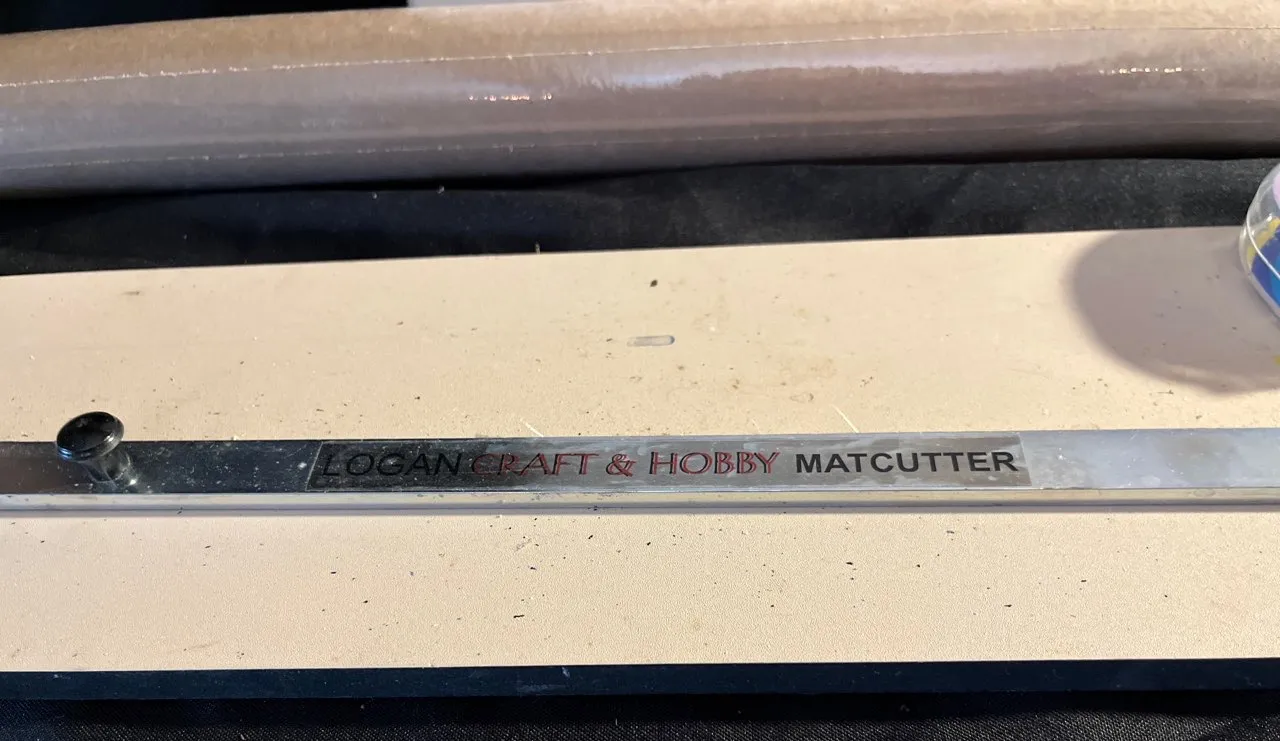 LOGAN CRAFT & HOBBY MATCUTTER